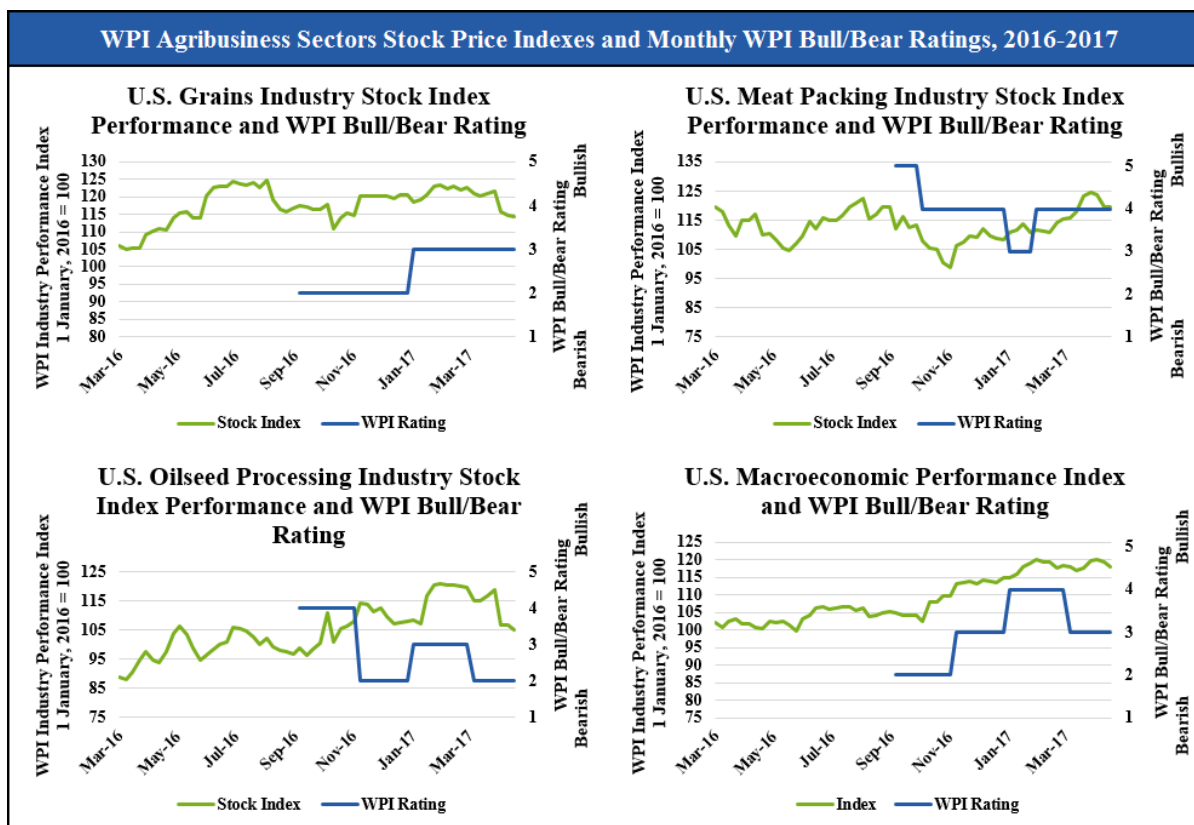 WPI Agribusiness Sectors Stock Price Indexes and Monthly WPI Bull/Bear Ratings, 2016-2017
U.S. Grains Industry Stock Index
Performance and WPI Bull/Bear Rating
WPI Industry Performance Index
1 January, 2016 = 100
130
125
120
115
110
105
100
95
90
85
80
5
4
3
2
1
WPI Bull/Bear Rating
Bullish
Bearish
Mar-16
May-16
Jul-16
Sep-16
Nov-16
Jan-17
Mar-17
Stock Index
WPI Rating
U.S. Meat Packing Industry Stock Index
Performance and WPI Bull/Bear Rating
WPI Industry Performance Index
1 January, 2016 = 100
135
125
115
105
95
85
75
5
4
3
2
1
WPI Bull/Bear Rating
Bullish
Bearish
Mar-16
May-16
Jul-16
Sep-16
Nov-16
Jan-17
Mar-17
Stock Index
WPI Rating
U.S. Oilseed Processing Industry Stock
Index Performance and WPI Bull/Bear
Rating
WPI Industry Performance Index
1 January, 2016 = 100
125
115
105
95
85
75
5
4
3
2
1
WPI Bull/Bear Rating
Bullish
Bearish
Mar-16
May-16
Jul-16
Sep-16
Nov-16
Jan-17
Mar-17
Stock Index
WPI Rating
U.S. Macroeconomic Performance Index
and WPI Bull/Bear Rating
WPI Industry Performance Index
1 January, 2016 = 100
125
120
115
110
105
100
95
90
85
80
75
5
4
3
2
1
WPI Bull/Bear Rating
Bullish
Bearish
Mar-16
May-16
Jul-16
Sep-16
Nov-16
Jan-17
Mar-17
Index
WPI Rating